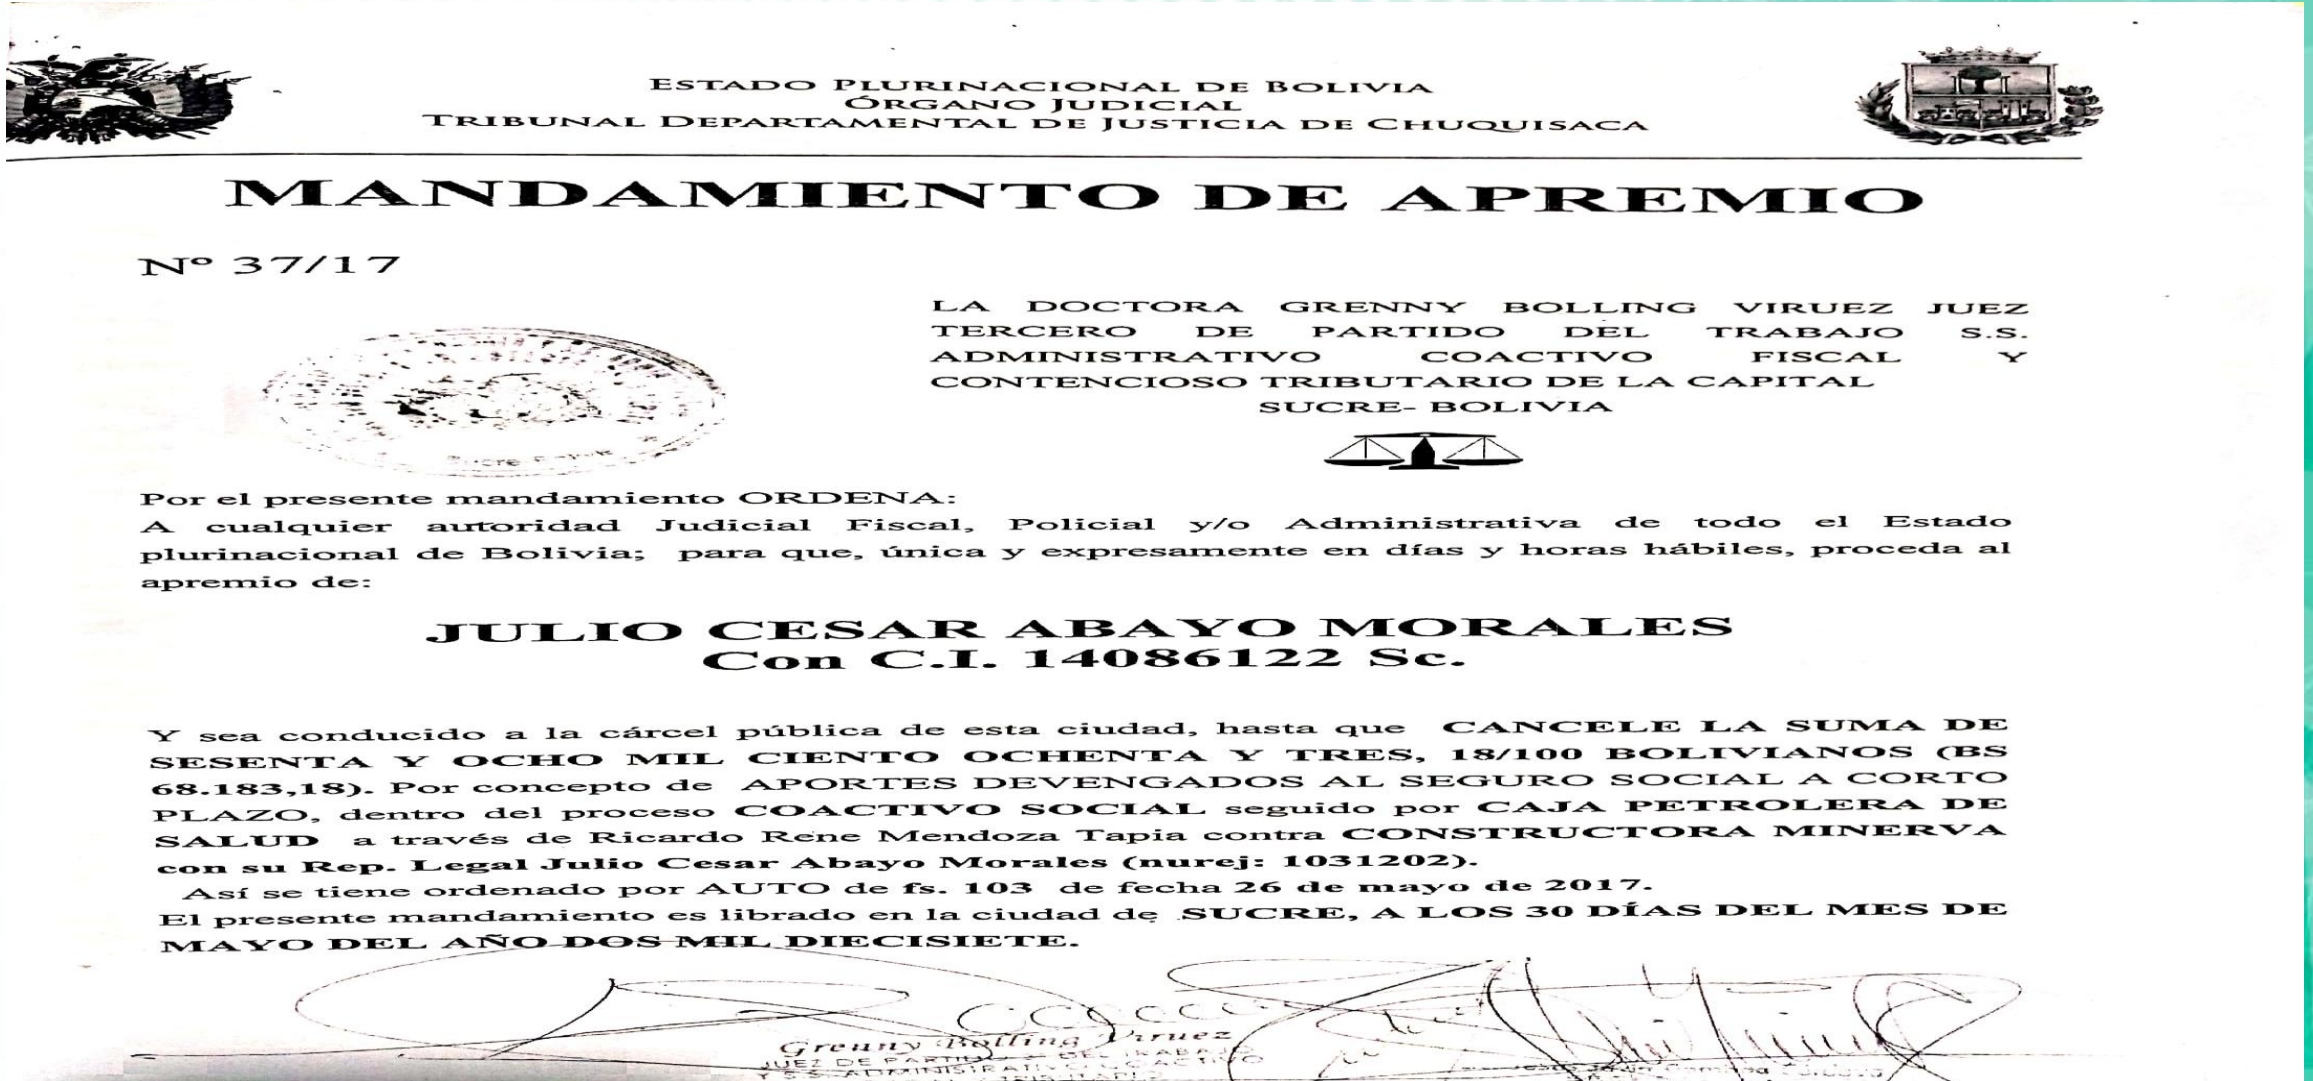 ESTADO PLURINACIONAL DE BOLIVIA
ÓRGANO JUDICIAL
TRIBUNAL DEPARTAMENTAL DE JUSTICIA DE CHUQUISACA
MANDAMIENTO DE APREMIO
Nº 37/17
LA DOCTORA GRENNY BOLLING VIRUEZ JUEZ
TERCERO DE PARTIDO DEL TRABAJO S.S.
ADMINISTRATIVO COACTIVO FISCAL Y
CONTENCIOSO TRIBUTARIO DE LA CAPITAL
SUCRE- BOLIVIA
Sucre
Por el presente mandamiento ORDENA:
A cualquier autoridad Judicial Fiscal, Policial y/o Administrativa de todo el Estado
plurinacional de Bolivia; para que, única y expresamente en días y horas hábiles, proceda al
apremio de:
JULIO CESAR ABAYO MORALES
Con C.I. 14086122 Sc.
Y sea conducido a la cárcel pública de esta ciudad, hasta que CANCELE LA SUMA DE
SESENTA Y OCHO MIL CIENTO OCHENTA Y TRES, 18/100 BOLIVIANOS (BS
68.183,18). Por concepto de APORTES DEVENGADOS AL SEGURO SOCIAL A CORTO
PLAZO, dentro del proceso COACTIVO SOCIAL seguido por CAJA PETROLERA DE
SALUD a través de Ricardo Rene Mendoza Tapia contra CONSTRUCTORA MINERVA
con su Rep. Legal Julio Cesar Abayo Morales (nurej: 1031202).
Así se tiene ordenado por AUTO de fs. 103 de fecha 26 de mayo de 2017.
El presente mandamiento es librado en la ciudad de SUCRE, A LOS 30 DÍAS DEL MES DE
MAYO DEL AÑO DOS MIL DIECISIETE.
Grenny Bolling Viruez
JUEZ DE PARTIDO DEL TRABAJO
Y S.S. ADMINISTRATIVO COACTIVO